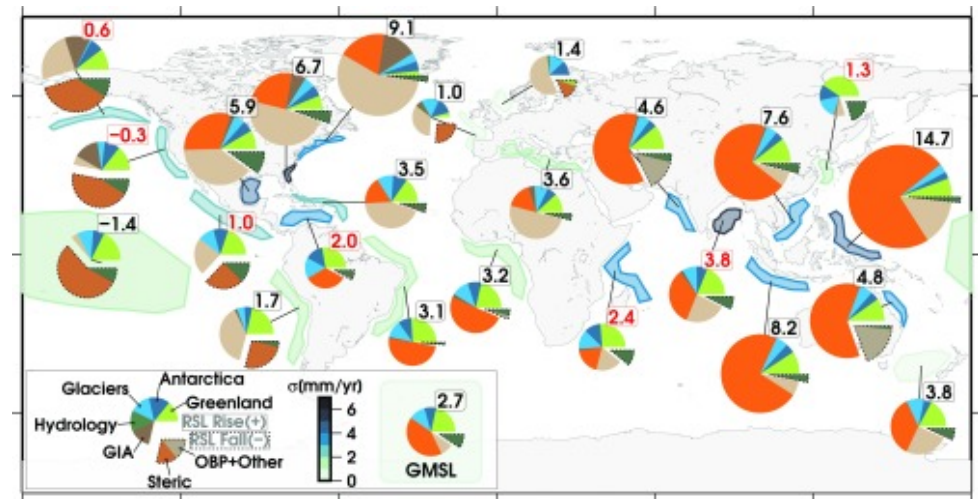 0.6
9.1
1.4
6.7
1.0
1.3
5.9
4.6
7.6
−0.3
14.7
3.5
3.6
−1.4
1.0
2.0
3.8
3.2
4.8
1.7
3.1
2.4
8.2
3.8
Glaciers
Antarctica
Greenland
Hydrology
RSL Rise(+)
RSL Fall(−)
GIA
OBP+Other
Steric
σ(mm/yr)
6
4
2
0
2.7
GMSL